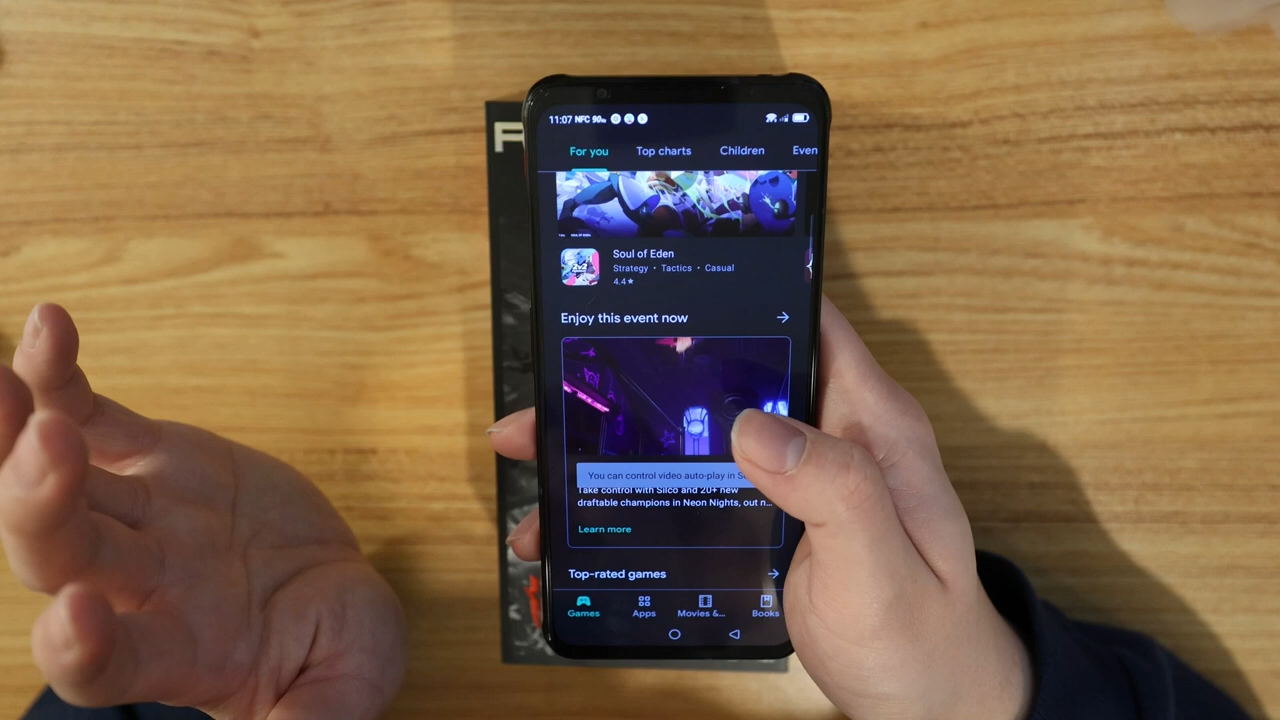 11:07 NFC 90Hz
For you Top charts Children Even
Soul of Eden
Strategy • Tactics • Casual
4.4★
Enjoy this event now
You can control video auto-play in
Take control with Silco and 20+ new
draftable champions in Neon Nights, out n...
Learn more
Top-rated games
Games Apps Movies &... Books